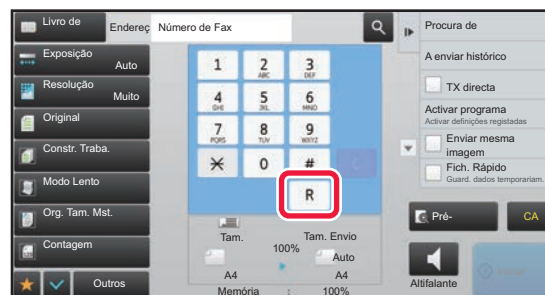 Livro de
Endereç
Número de Fax
Procura de
Exposição
Auto
Resolução
Muito
Original
Constr. Traba.
Modo Lento
Org. Tam. Mst.
Contagem
Outros
1
2
ABC
3
DEF
4
GHI
5
JKL
6
MNO
7
PQRS
8
TUV
9
WXYZ
0
#
R
Tam.
100%
Tam. Envio
Auto
A4
A4
Memória : 100%
A enviar histórico
TX directa
Activar programa
Activar definições registadas
Enviar mesma
imagem
Fich. Rápido
Guard. dados temporariam.
Pré-
CA
Altifalante